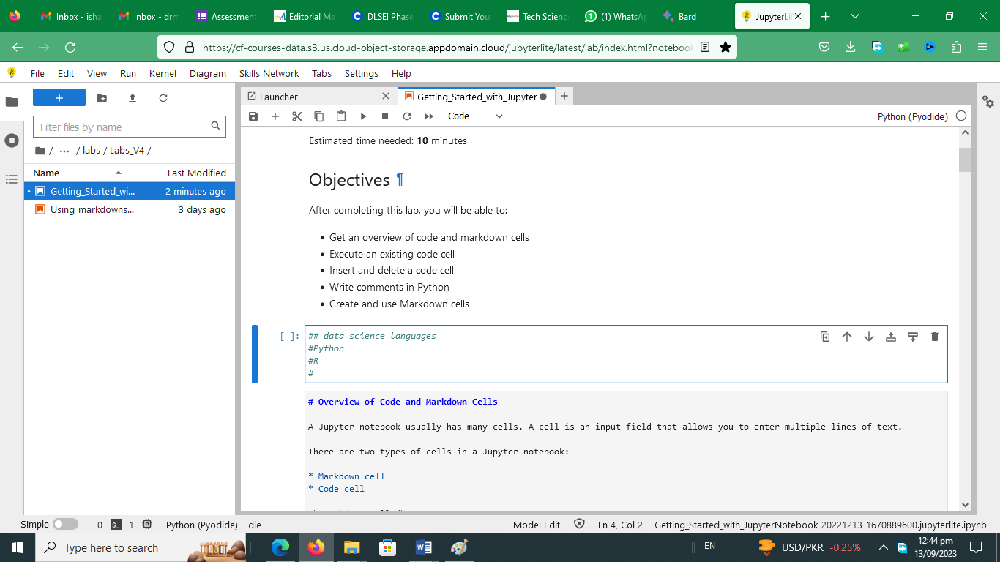 Inbox - isha
Inbox - drm
Assessment
Editorial Ma
DLSEI Phase
Submit You
Tech Scienc
(1) WhatsAp
Bard
JupyterLit
https://cf-courses-data.s3.us.cloud-object-storage.appdomain.cloud/jupyterlite/latest/lab/index.html?notebook
File Edit View Run Kernel Diagram Skills Network Tabs Settings Help
Filter files by name
/ ··· / labs / Labs_V4 /
Name Last Modified
Getting_Started_wi... 2 minutes ago
Using_markdowns... 3 days ago
Launcher
Getting_Started_with_Jupyter
Code
Python (Pyodide)
Estimated time needed: 10 minutes
Objectives ¶
After completing this lab, you will be able to:
• Get an overview of code and markdown cells
• Execute an existing code cell
• Insert and delete a code cell
• Write comments in Python
• Create and use Markdown cells
[ ]:
## data science languages
#Python
#R
#
# Overview of Code and Markdown Cells
A Jupyter notebook usually has many cells. A cell is an input field that allows you to enter multiple lines of text.
There are two types of cells in a Jupyter notebook:
* Markdown cell
* Code cell
Simple 0 $_ 1 Python (Pyodide) | Idle
Mode: Edit Ln 4, Col 2 Getting_Started_with_JupyterNotebook-20221213-1670889600.jupyterlite.ipynb
Type here to search
EN
USD/PKR -0.25%
12:44 pm
13/09/2023